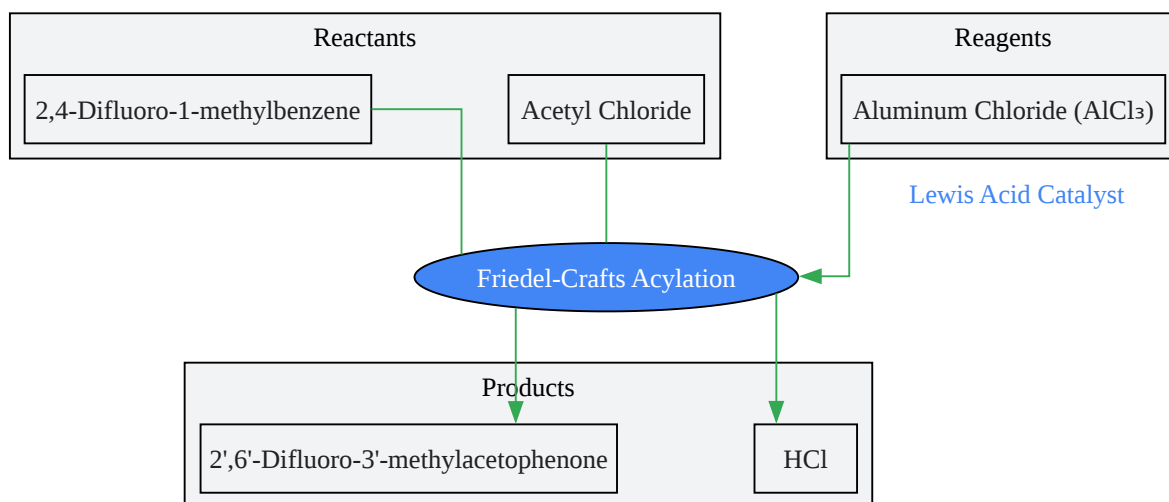 Reactants
Reagents
2,4-Difluoro-1-methylbenzene
Acetyl Chloride
Aluminum Chloride (AlCl₃)
Lewis Acid Catalyst
Friedel-Crafts Acylation
Products
2',6'-Difluoro-3'-methylacetophenone
HCl